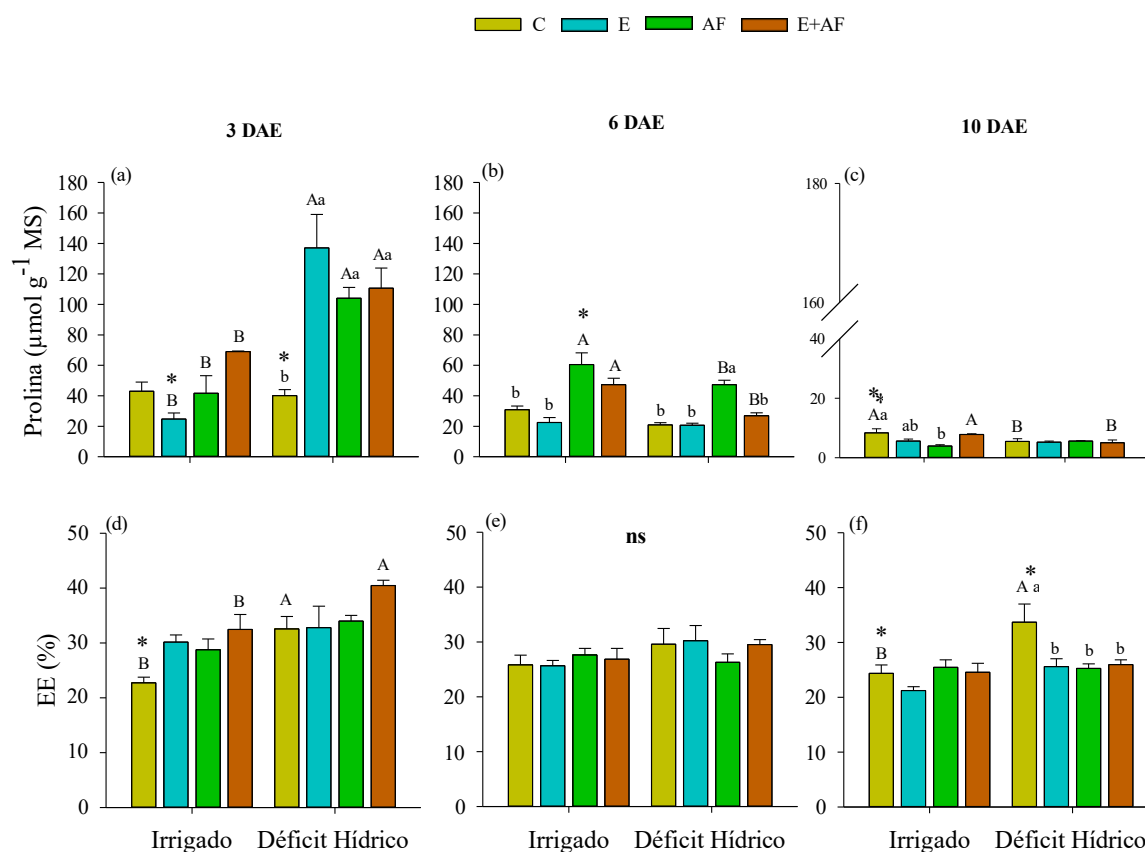 C E AF E+AF
3 DAE 6 DAE 10 DAE
Prolina (µmol g⁻¹ MS)
(a)
180
160
140
120
100
80
60
40
20
0
* B B B
* b Aa Aa Aa
(b)
180
160
140
120
100
80
60
40
20
0
b b * A A
b b Ba Bb
(c)
180
160
40
20
0
** Aa ab b A
B B
EE (%)
(d)
50
40
30
20
10
0
* B B
A A
Irrigado Déficit Hídrico
(e)
ns
50
40
30
20
10
0
Irrigado Déficit Hídrico
(f)
50
40
30
20
10
0
* B
* A a b b b
Irrigado Déficit Hídrico